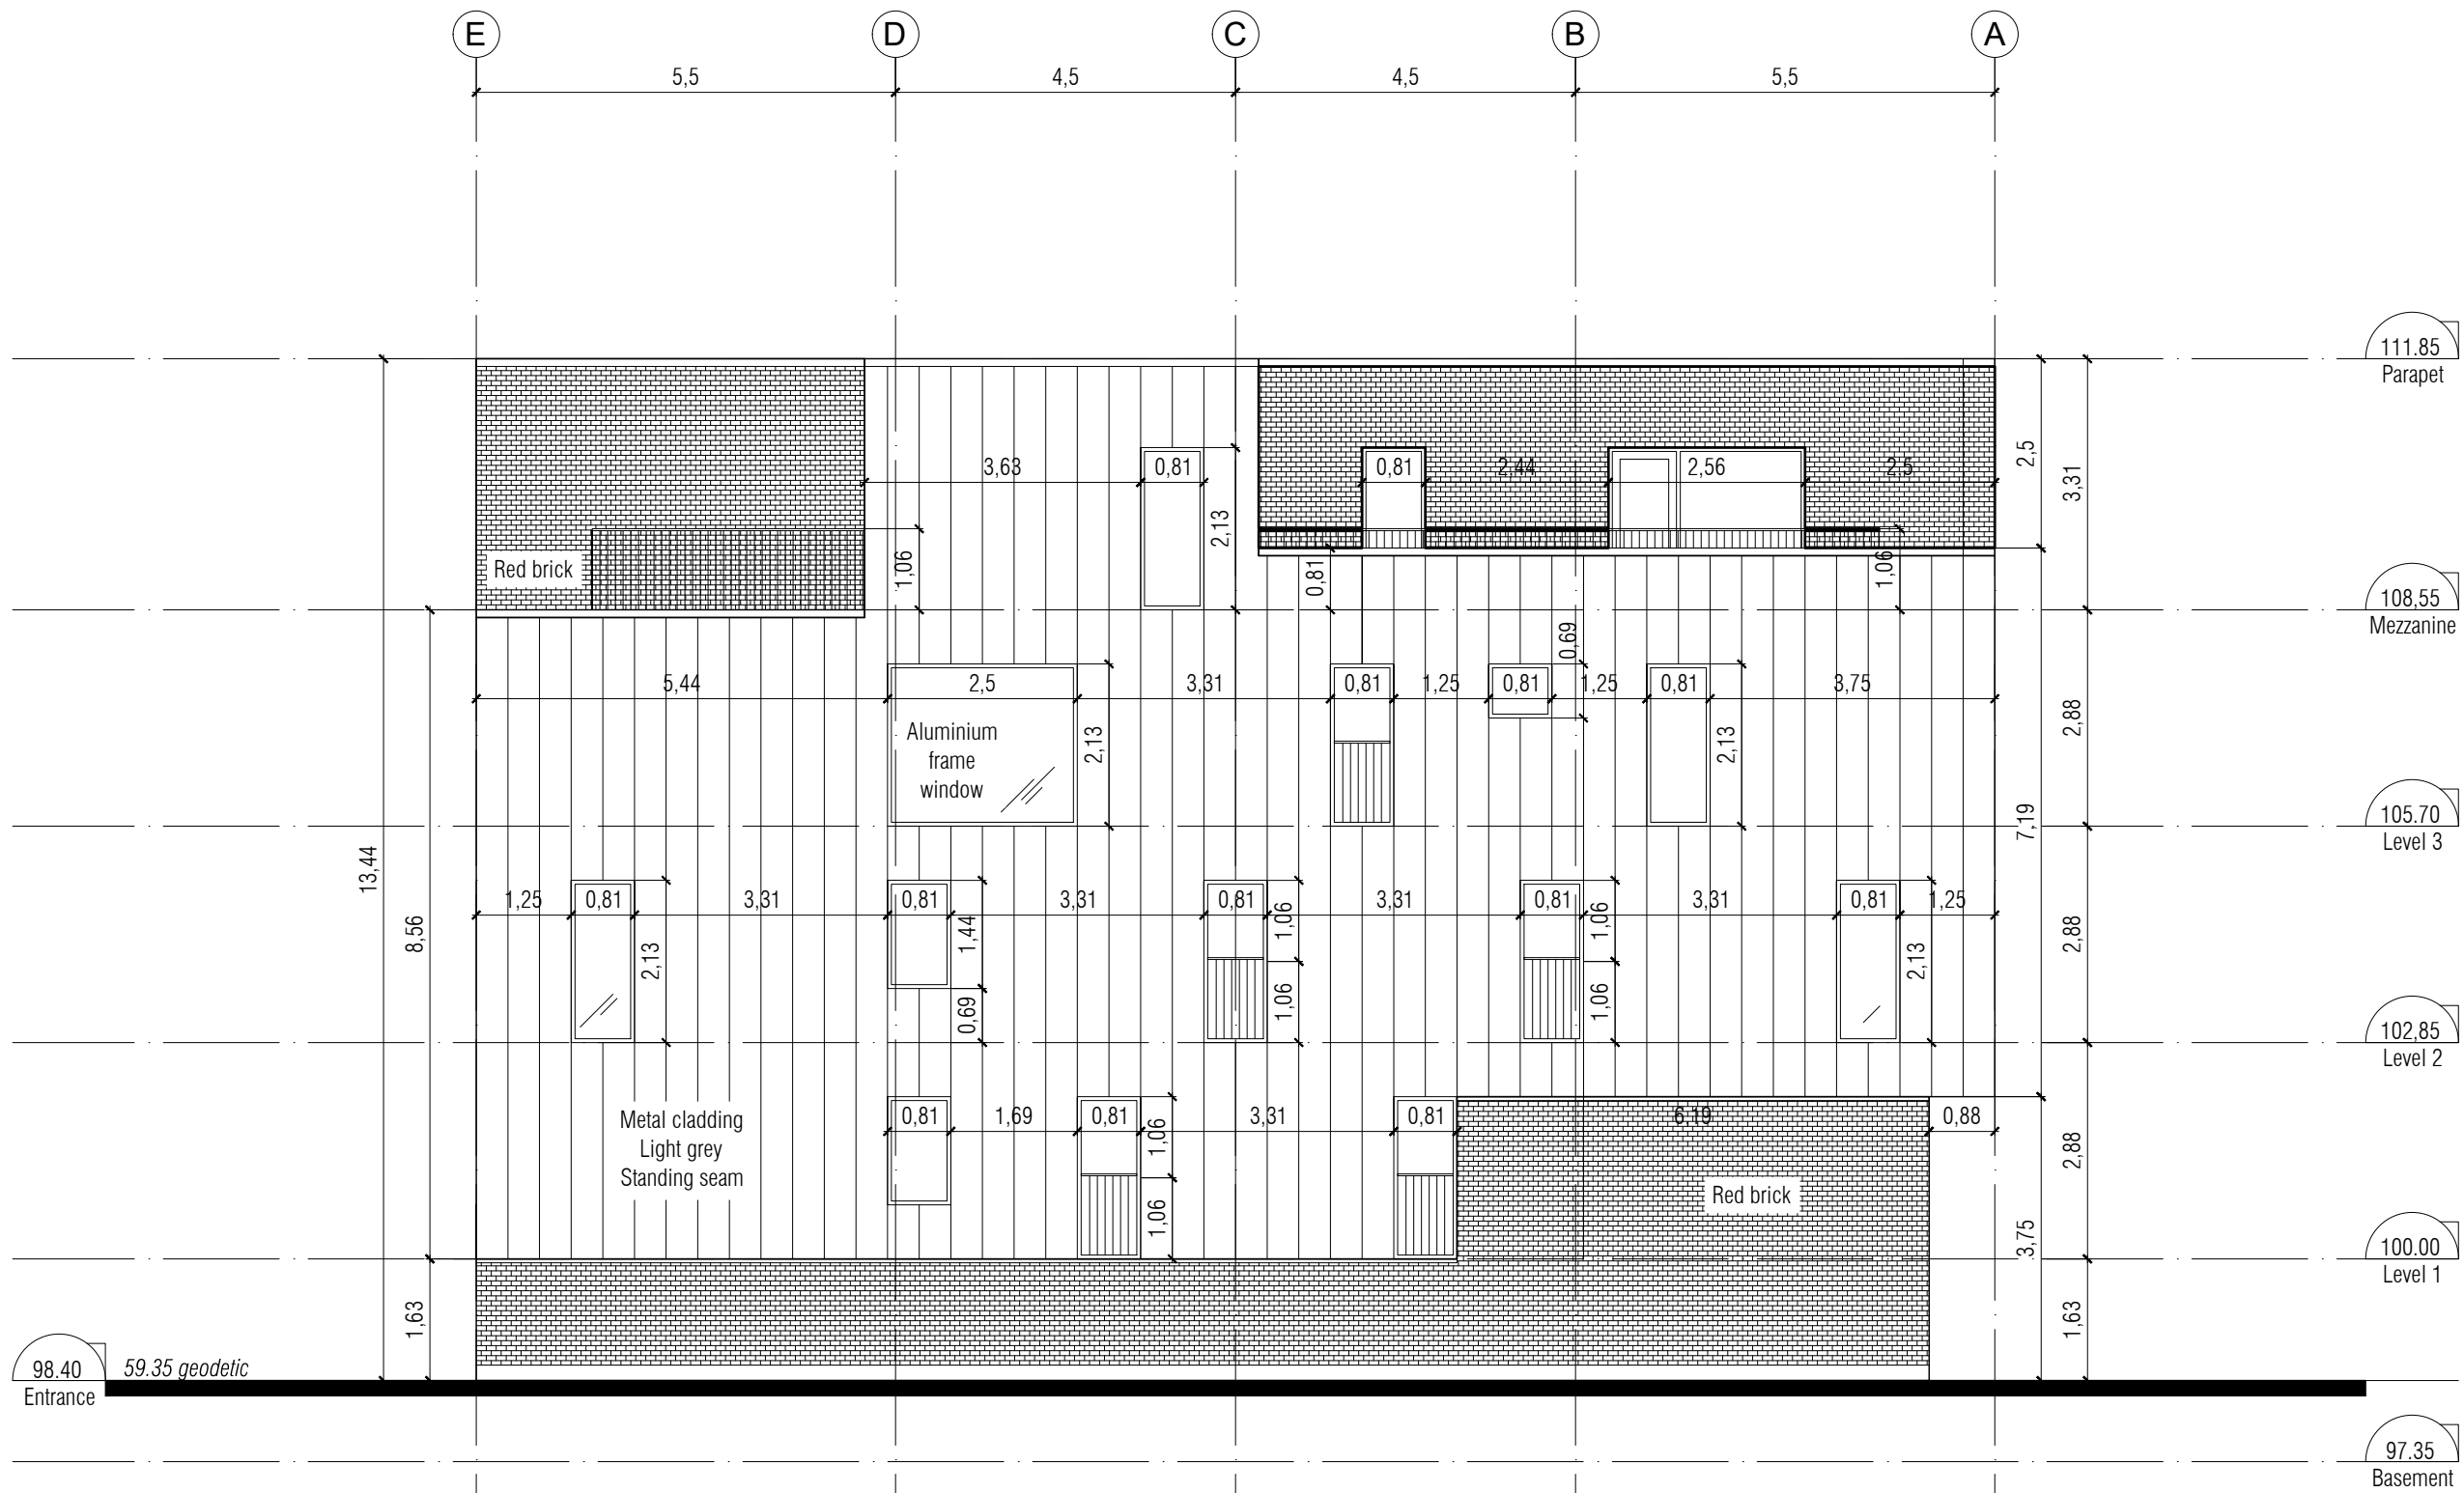 E D C B A
5,5 4,5 4,5 5,5
111.85
Parapet
3,63 0,81 0,81 2,44 2,56 2,5
2,5
3,31
2,13
Red brick
1,06
0,81
1,06
108,55
Mezzanine
0,69
5,44 2,5 3,31 0,81 1,25 0,81 1,25 0,81 3,75
Aluminium
frame
window
2,13
2,13
2,88
105.70
Level 3
7,19
13,44
8,56
1,25 0,81 3,31 0,81 3,31 0,81 3,31 0,81 3,31 0,81 1,25
2,13
1,44
0,69
1,06
1,06
1,06
1,06
2,13
2,88
102,85
Level 2
Metal cladding
Light grey
Standing seam
0,81 1,69 0,81 3,31 0,81 6,19 0,88
1,06
1,06
Red brick
2,88
3,75
100.00
Level 1
1,63
1,63
98.40
Entrance
59.35 geodetic
97.35
Basement